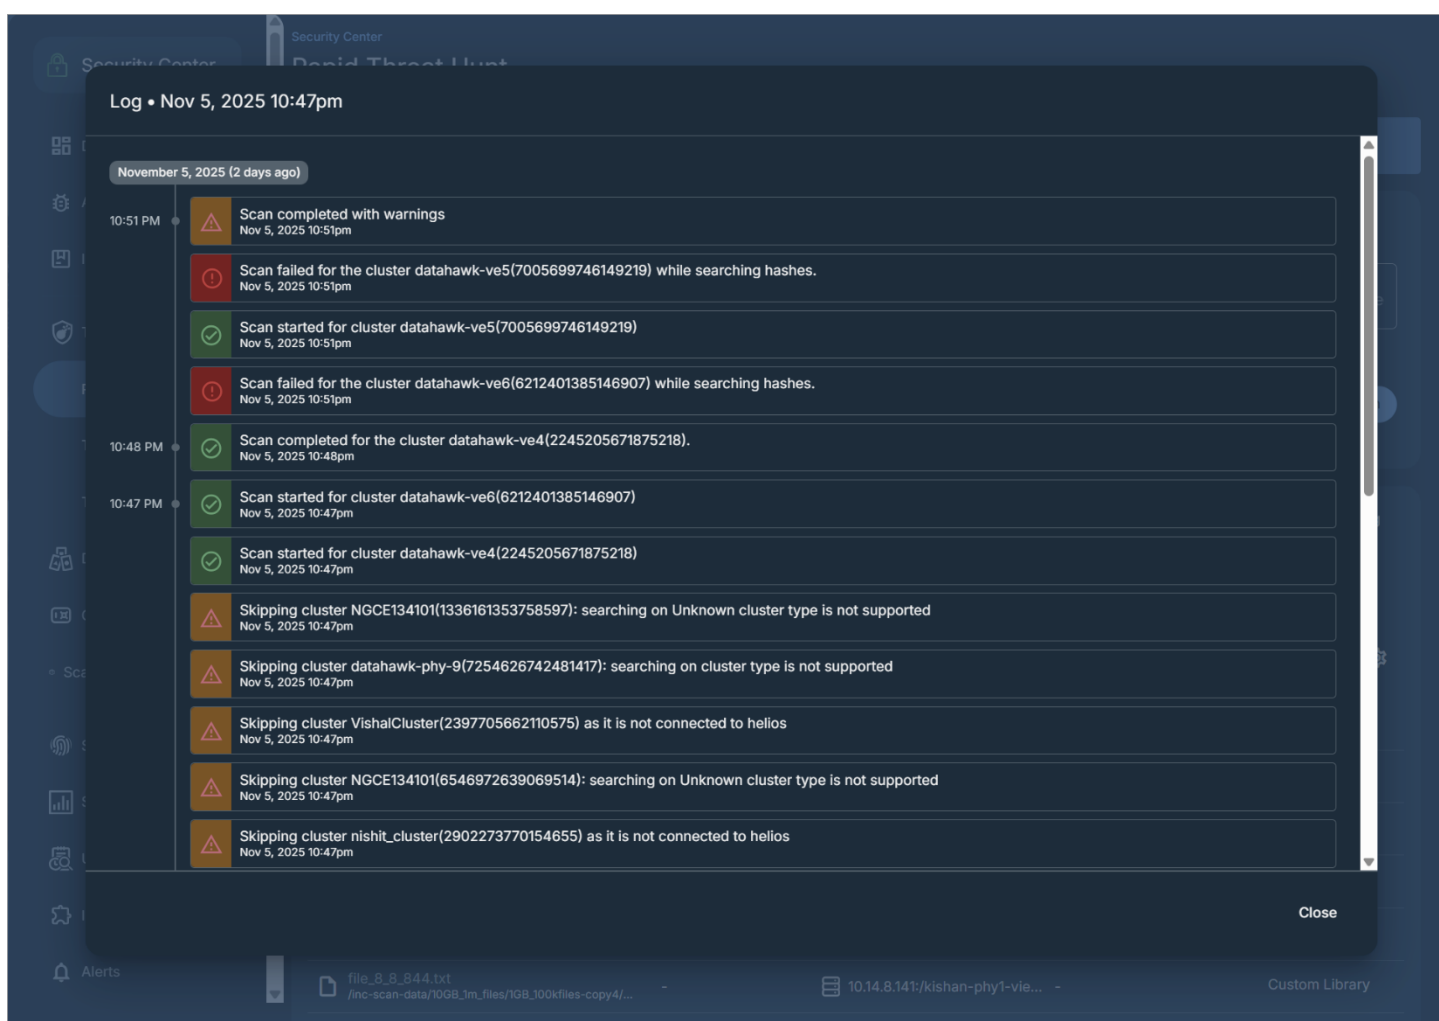 Security Center
Security Center
Rapid Threat Hunt
Log • Nov 5, 2025 10:47pm
November 5, 2025 (2 days ago)
10:51 PM
Scan completed with warnings
Nov 5, 2025 10:51pm
Scan failed for the cluster datahawk-ve5(7005699746149219) while searching hashes.
Nov 5, 2025 10:51pm
Scan started for cluster datahawk-ve5(7005699746149219)
Nov 5, 2025 10:51pm
Scan failed for the cluster datahawk-ve6(6212401385146907) while searching hashes.
Nov 5, 2025 10:51pm
10:48 PM
Scan completed for the cluster datahawk-ve4(2245205671875218).
Nov 5, 2025 10:48pm
10:47 PM
Scan started for cluster datahawk-ve6(6212401385146907)
Nov 5, 2025 10:47pm
Scan started for cluster datahawk-ve4(2245205671875218)
Nov 5, 2025 10:47pm
Skipping cluster NGCE134101(1336161353758597): searching on Unknown cluster type is not supported
Nov 5, 2025 10:47pm
Skipping cluster datahawk-phy-9(7254626742481417): searching on cluster type is not supported
Nov 5, 2025 10:47pm
Skipping cluster VishalCluster(2397705662110575) as it is not connected to helios
Nov 5, 2025 10:47pm
Skipping cluster NGCE134101(6546972639069514): searching on Unknown cluster type is not supported
Nov 5, 2025 10:47pm
Skipping cluster nishit_cluster(2902273770154655) as it is not connected to helios
Nov 5, 2025 10:47pm
Close
Alerts
file_8_8_844.txt
/inc-scan-data/10GB_1m_files/1GB_100kfiles-copy4/...
-
10.14.8.141:/kishan-phy1-vie...
-
Custom Library